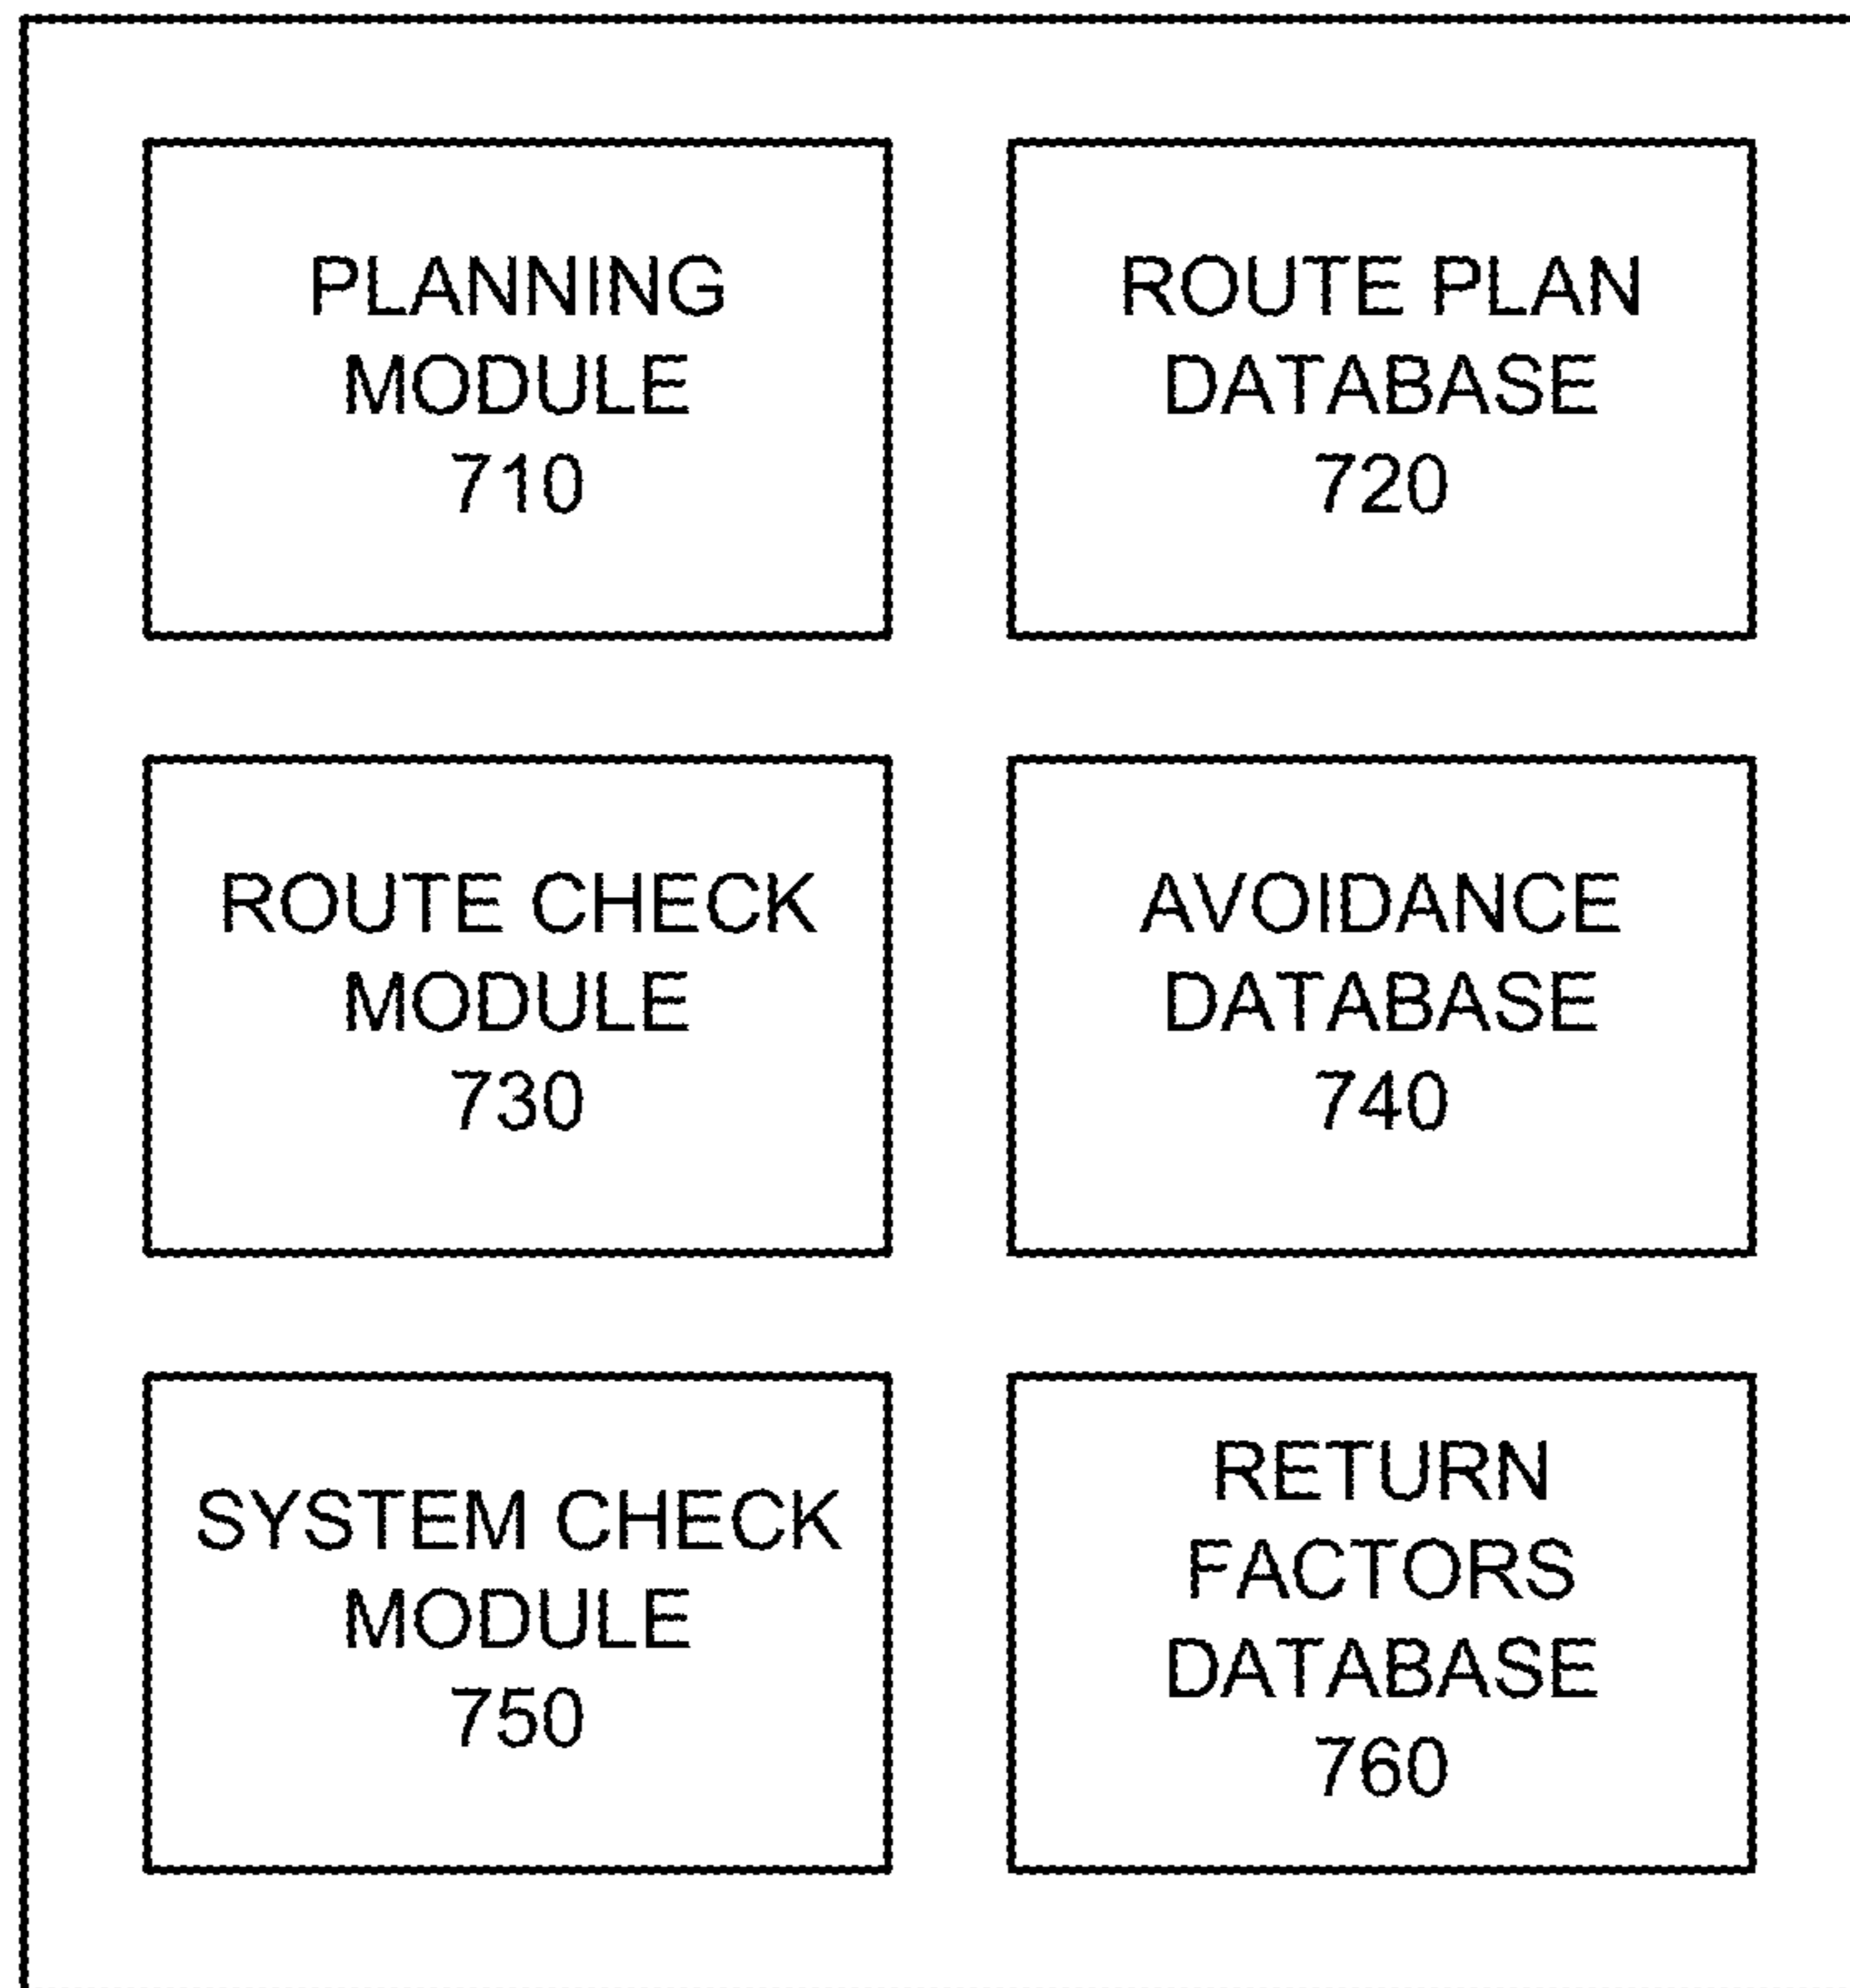 PLANNING
MODULE
710
ROUTE PLAN
DATABASE
720
ROUTE CHECK
MODULE
730
AVOIDANCE
DATABASE
740
SYSTEM CHECK
MODULE
750
RETURN
FACTORS
DATABASE
760